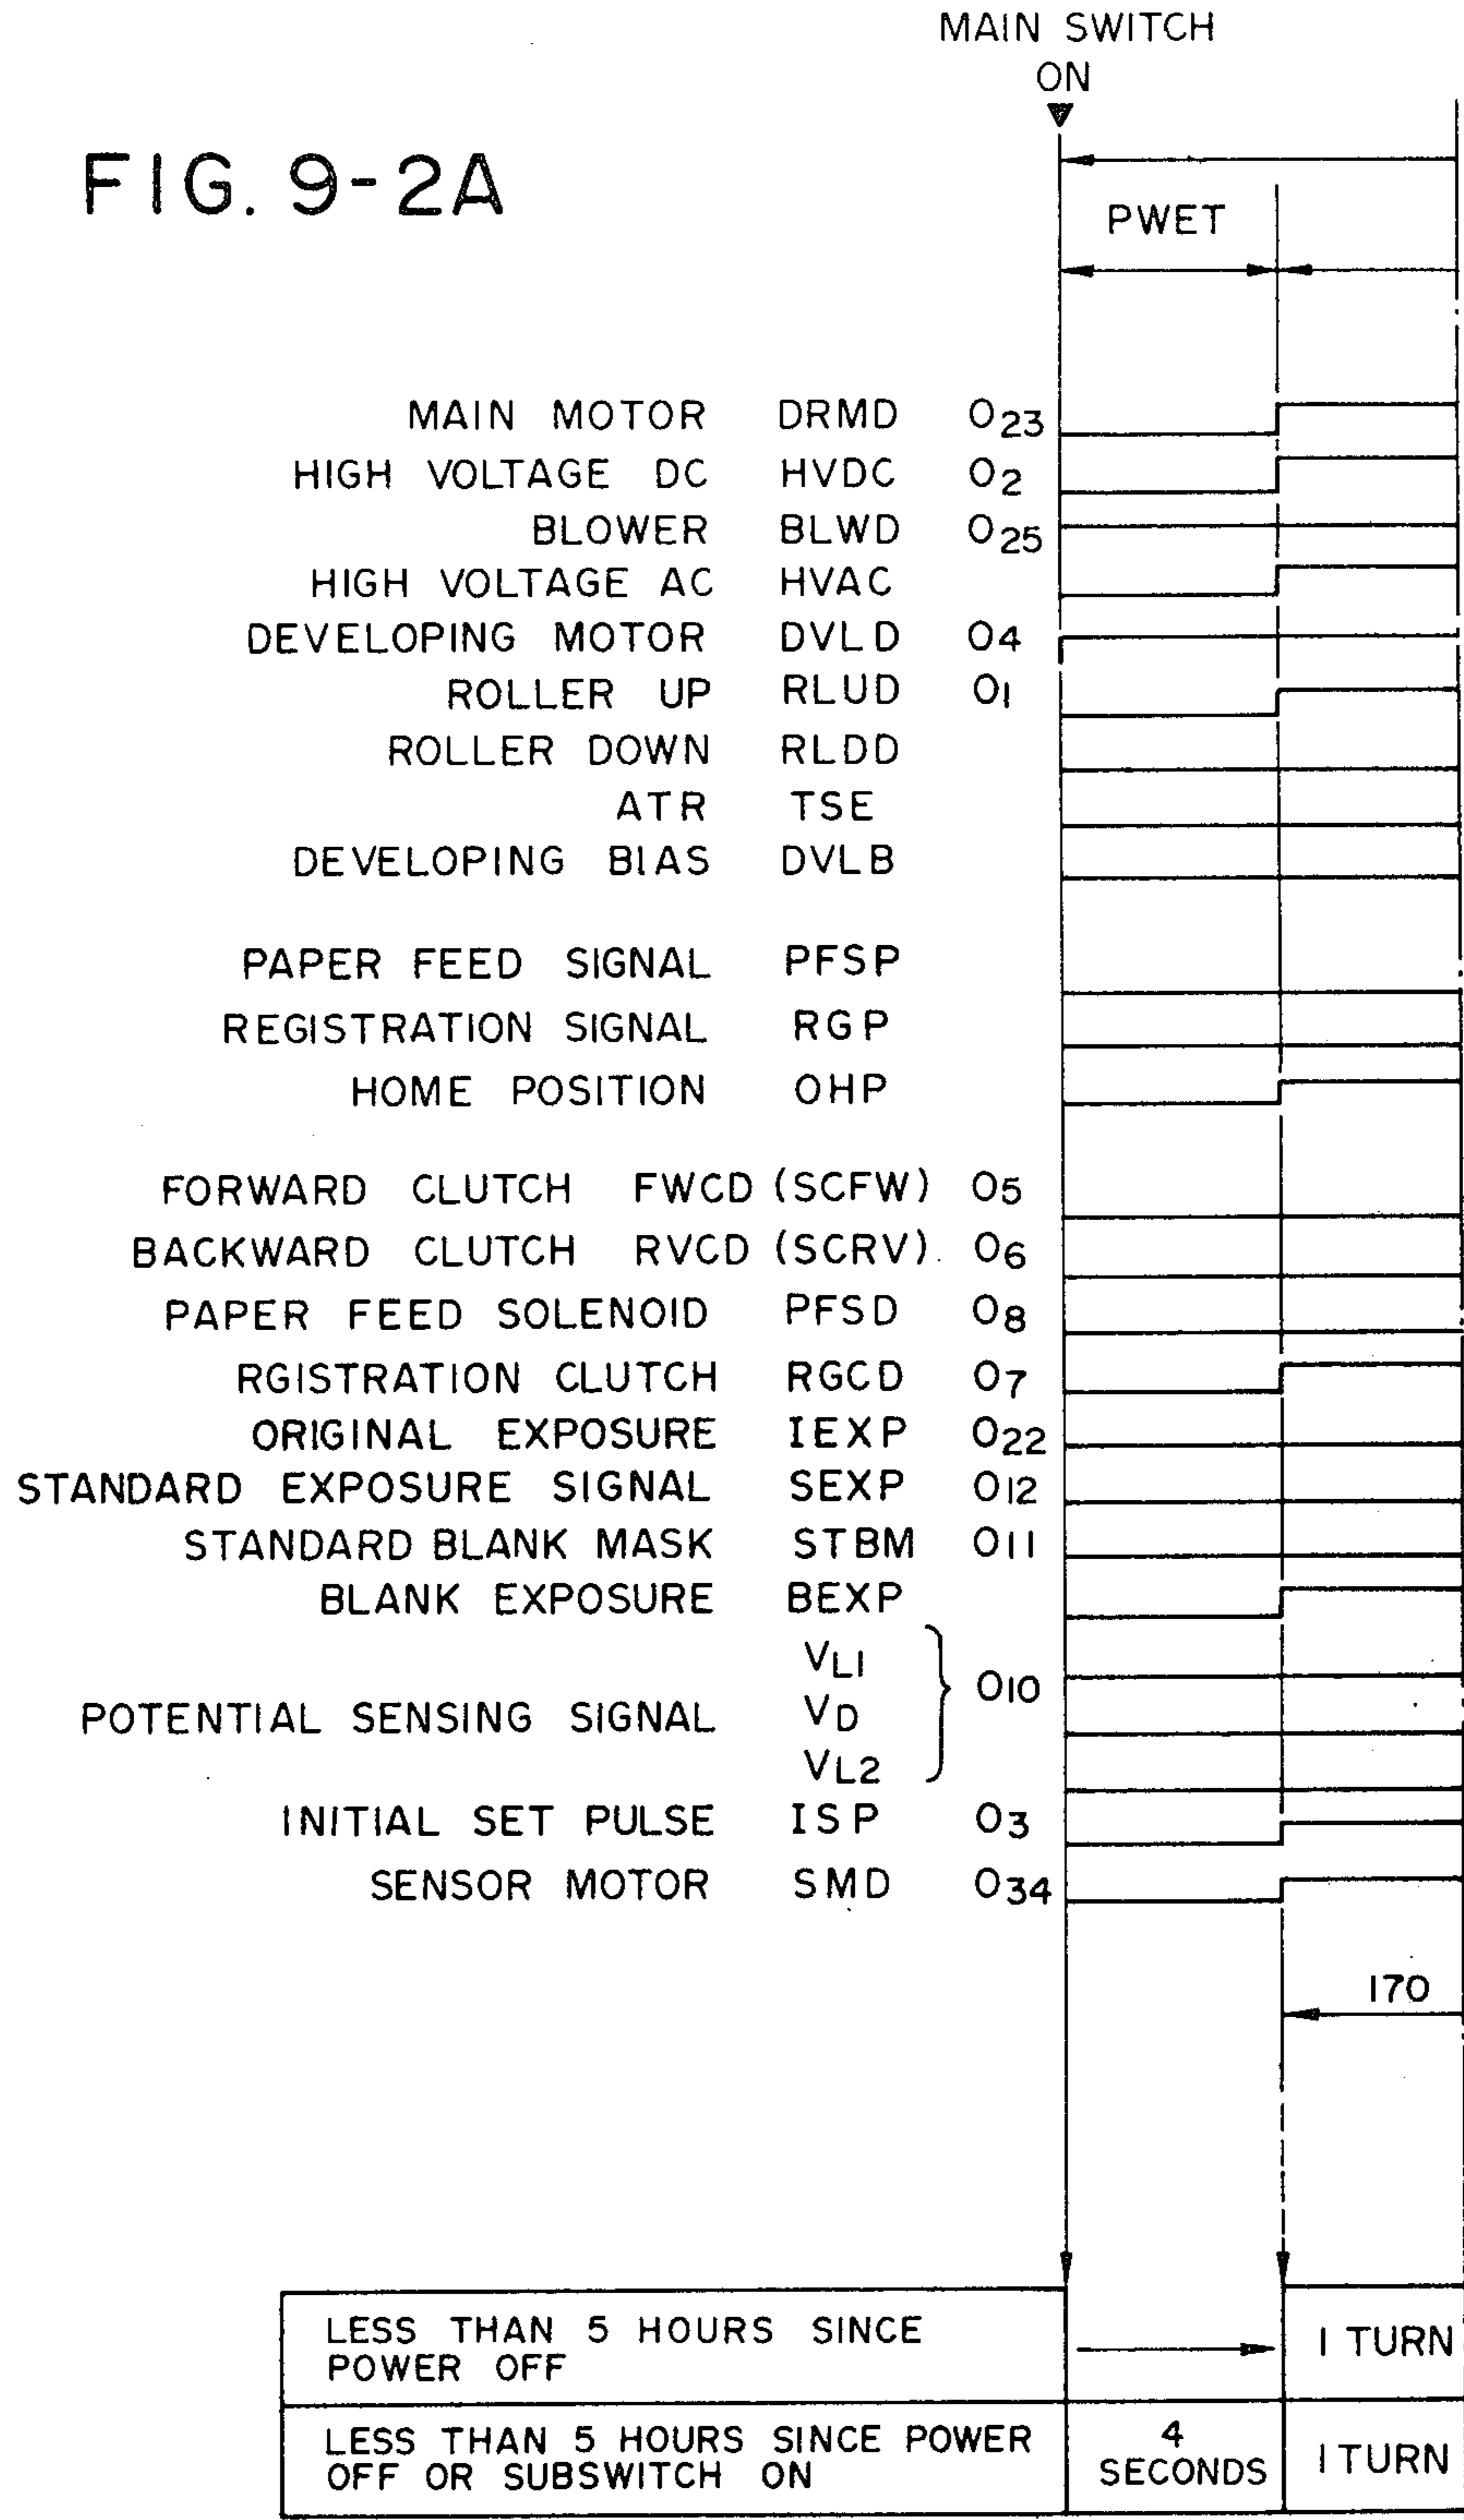 MAIN SWITCH
ON
FIG. 9-2A
PWET
MAIN MOTOR DRMD O23
HIGH VOLTAGE DC HVDC O2
BLOWER BLWD O25
HIGH VOLTAGE AC HVAC
DEVELOPING MOTOR DVLD O4
ROLLER UP RLUD O1
ROLLER DOWN RLDD
ATR TSE
DEVELOPING BIAS DVLB
PAPER FEED SIGNAL PFSP
REGISTRATION SIGNAL RGP
HOME POSITION OHP
FORWARD CLUTCH FWCD (SCFW) O5
BACKWARD CLUTCH RVCD (SCRV) O6
PAPER FEED SOLENOID PFSD O8
RGISTRATION CLUTCH RGCD O7
ORIGINAL EXPOSURE IEXP O22
STANDARD EXPOSURE SIGNAL SEXP O12
STANDARD BLANK MASK STBM O11
BLANK EXPOSURE BEXP
VL1
POTENTIAL SENSING SIGNAL VD O10
VL2
INITIAL SET PULSE ISP O3
SENSOR MOTOR SMD O34
170
LESS THAN 5 HOURS SINCE
POWER OFF
1 TURN
LESS THAN 5 HOURS SINCE POWER
OFF OR SUBSWITCH ON
4
SECONDS
1 TURN